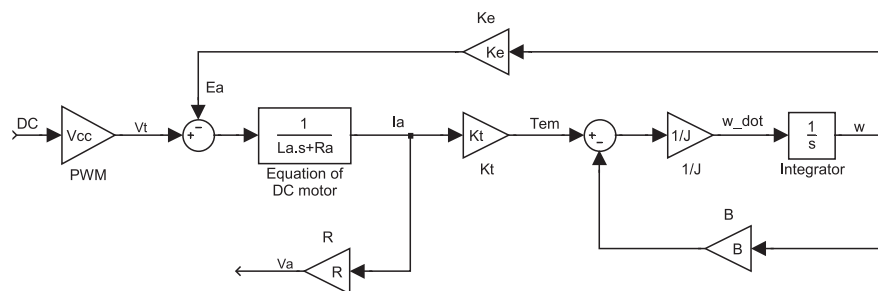 Ke
Ke
Ea
DC
Vcc
Vt
PWM
+
−
1
La.s+Ra
Equation of
DC motor
Ia
Kt
Kt
Tem
+
−
1/J
1/J
w_dot
1
s
Integrator
w
R
R
Va
B
B